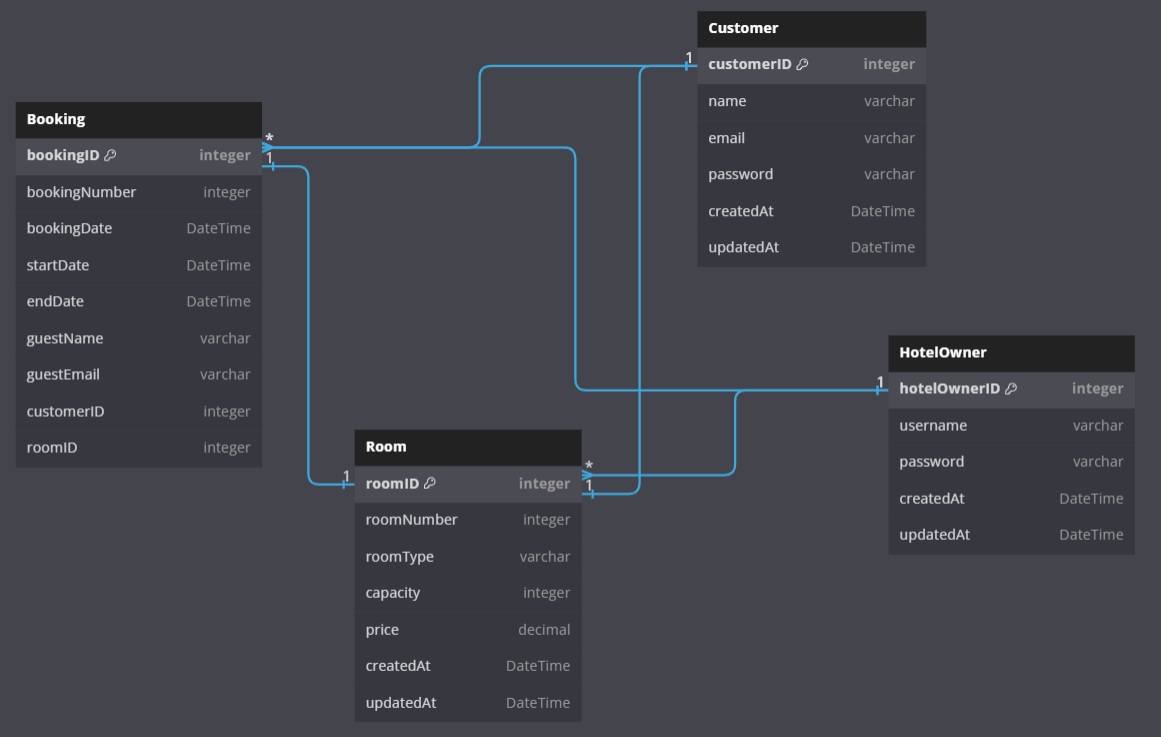 Customer
customerID integer
name varchar
email varchar
password varchar
createdAt DateTime
updatedAt DateTime
1
Booking
bookingID integer
bookingNumber integer
bookingDate DateTime
startDate DateTime
endDate DateTime
guestName varchar
guestEmail varchar
customerID integer
roomID integer
*
1
HotelOwner
hotelOwnerID integer
username varchar
password varchar
createdAt DateTime
updatedAt DateTime
1
Room
roomID integer
roomNumber integer
roomType varchar
capacity integer
price decimal
createdAt DateTime
updatedAt DateTime
1
*
1